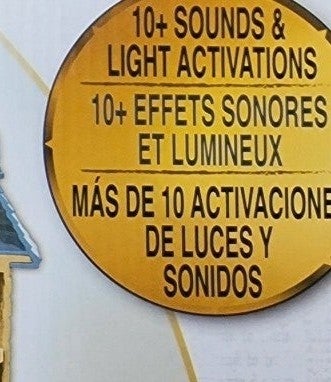 10+ SOUNDS &
LIGHT ACTIVATIONS
10+ EFFETS SONORES
ET LUMINEUX
MÁS DE 10 ACTIVACIONE
DE LUCES Y
SONIDOS